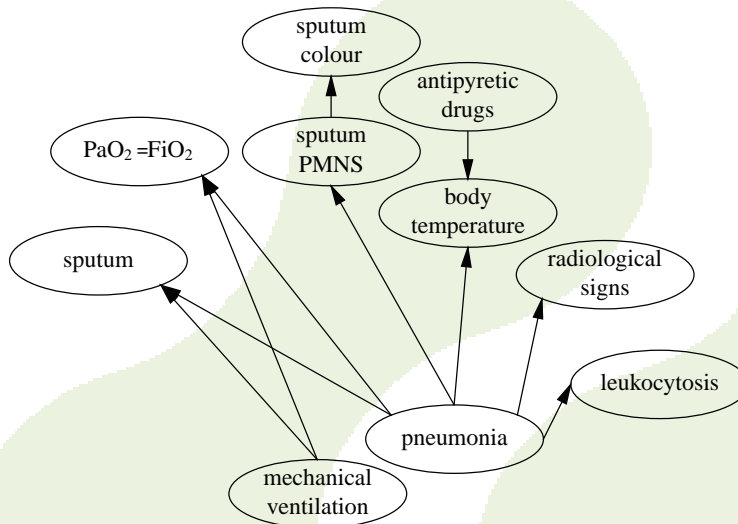 sputum
colour
antipyretic
drugs
PaO₂ =FiO₂
sputum
PMNS
body
temperature
sputum
radiological
signs
leukocytosis
pneumonia
mechanical
ventilation